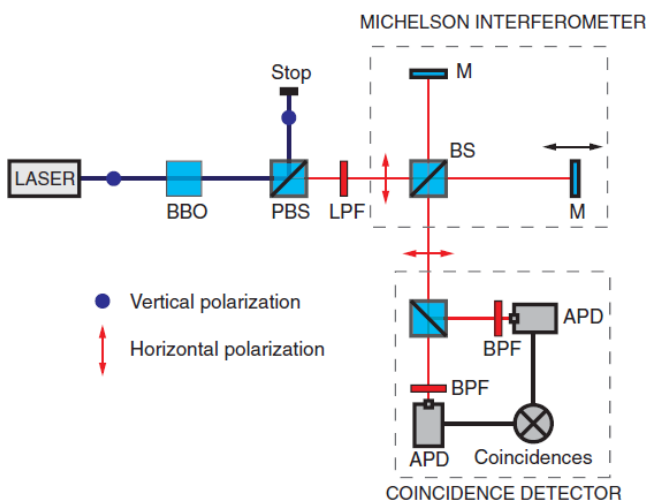 MICHELSON INTERFEROMETER
Stop
M
BS
LASER
BBO
PBS
LPF
M
Vertical polarization
Horizontal polarization
APD
BPF
BPF
APD
Coincidences
COINCIDENCE DETECTOR